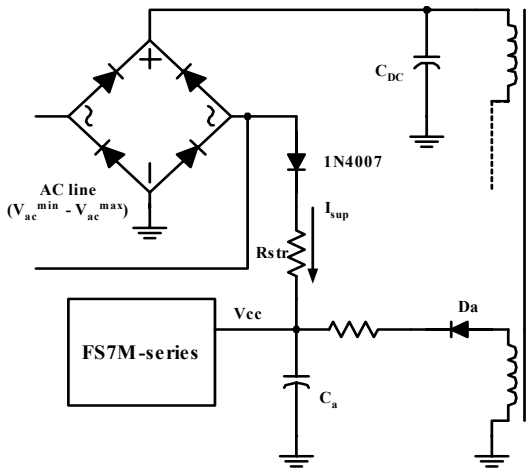 C_DC
1N4007
AC line
(V_ac^min - V_ac^max)
I_sup
Rstr
Vcc
Da
FS7M-series
C_a